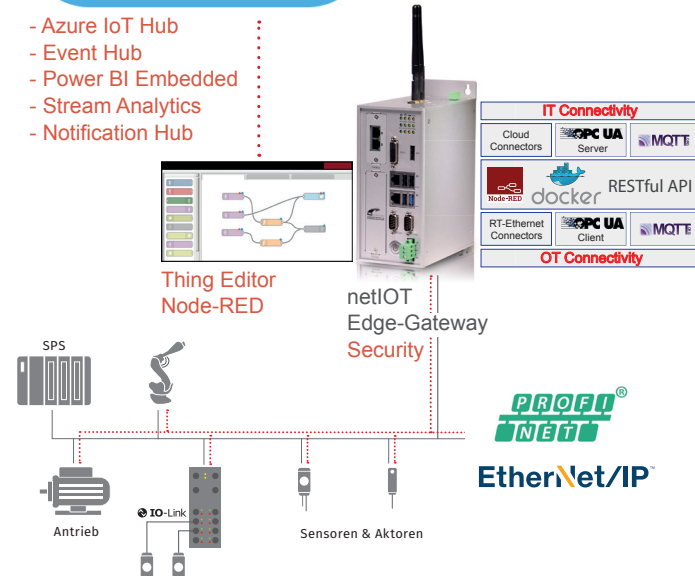 - Azure IoT Hub
- Event Hub
- Power BI Embedded
- Stream Analytics
- Notification Hub
IT Connectivity
Cloud
Connectors
OPC UA
Server
MQTT
Node-RED
docker
RESTful API
RT-Ethernet
Connectors
OPC UA
Client
MQTT
OT Connectivity
Thing Editor
Node-RED
netIOT
Edge-Gateway
Security
SPS
PROFI
NET®
EtherNet/IP™
IO-Link
Antrieb
Sensoren & Aktoren